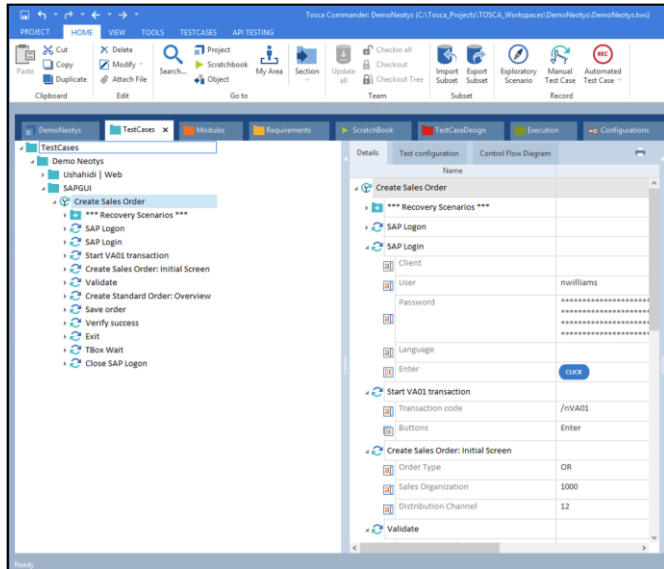 Tosca Commander: DemoNeotys (C:\Tosca_Projects\TOSCA_Workspaces\DemoNeotys\DemoNeotys.tws)
PROJECT HOME VIEW TOOLS TESTCASES API TESTING
Paste
Cut
Copy
Duplicate
Clipboard
Delete
Modify
Attach File
Edit
Search...
Project
Scratchbook
Object
My Area
Go to
Section
Update all
Checkin all
Checkout
Checkout Tree
Team
Import Subset
Export Subset
Subset
Exploratory Scenario
Manual Test Case
REC
Automated Test Case
Record
DemoNeotys TestCases Modules Requirements ScratchBook TestCaseDesign Execution Configurations
TestCases
Demo Neotys
Ushahidi | Web
SAPGUI
Create Sales Order
*** Recovery Scenarios ***
SAP Logon
SAP Login
Start VA01 transaction
Create Sales Order: Initial Screen
Validate
Create Standard Order: Overview
Save order
Verify success
Exit
TBox Wait
Close SAP Logon
Details Test configuration Control Flow Diagram
Name
Create Sales Order
*** Recovery Scenarios ***
SAP Logon
SAP Login
Client
User nwilliams
Password **********************
**********************
**********************
**********************
Language
Enter CLICK
Start VA01 transaction
Transaction code /nVA01
Buttons Enter
Create Sales Order: Initial Screen
Order Type OR
Sales Organization 1000
Distribution Channel 12
Validate
Ready